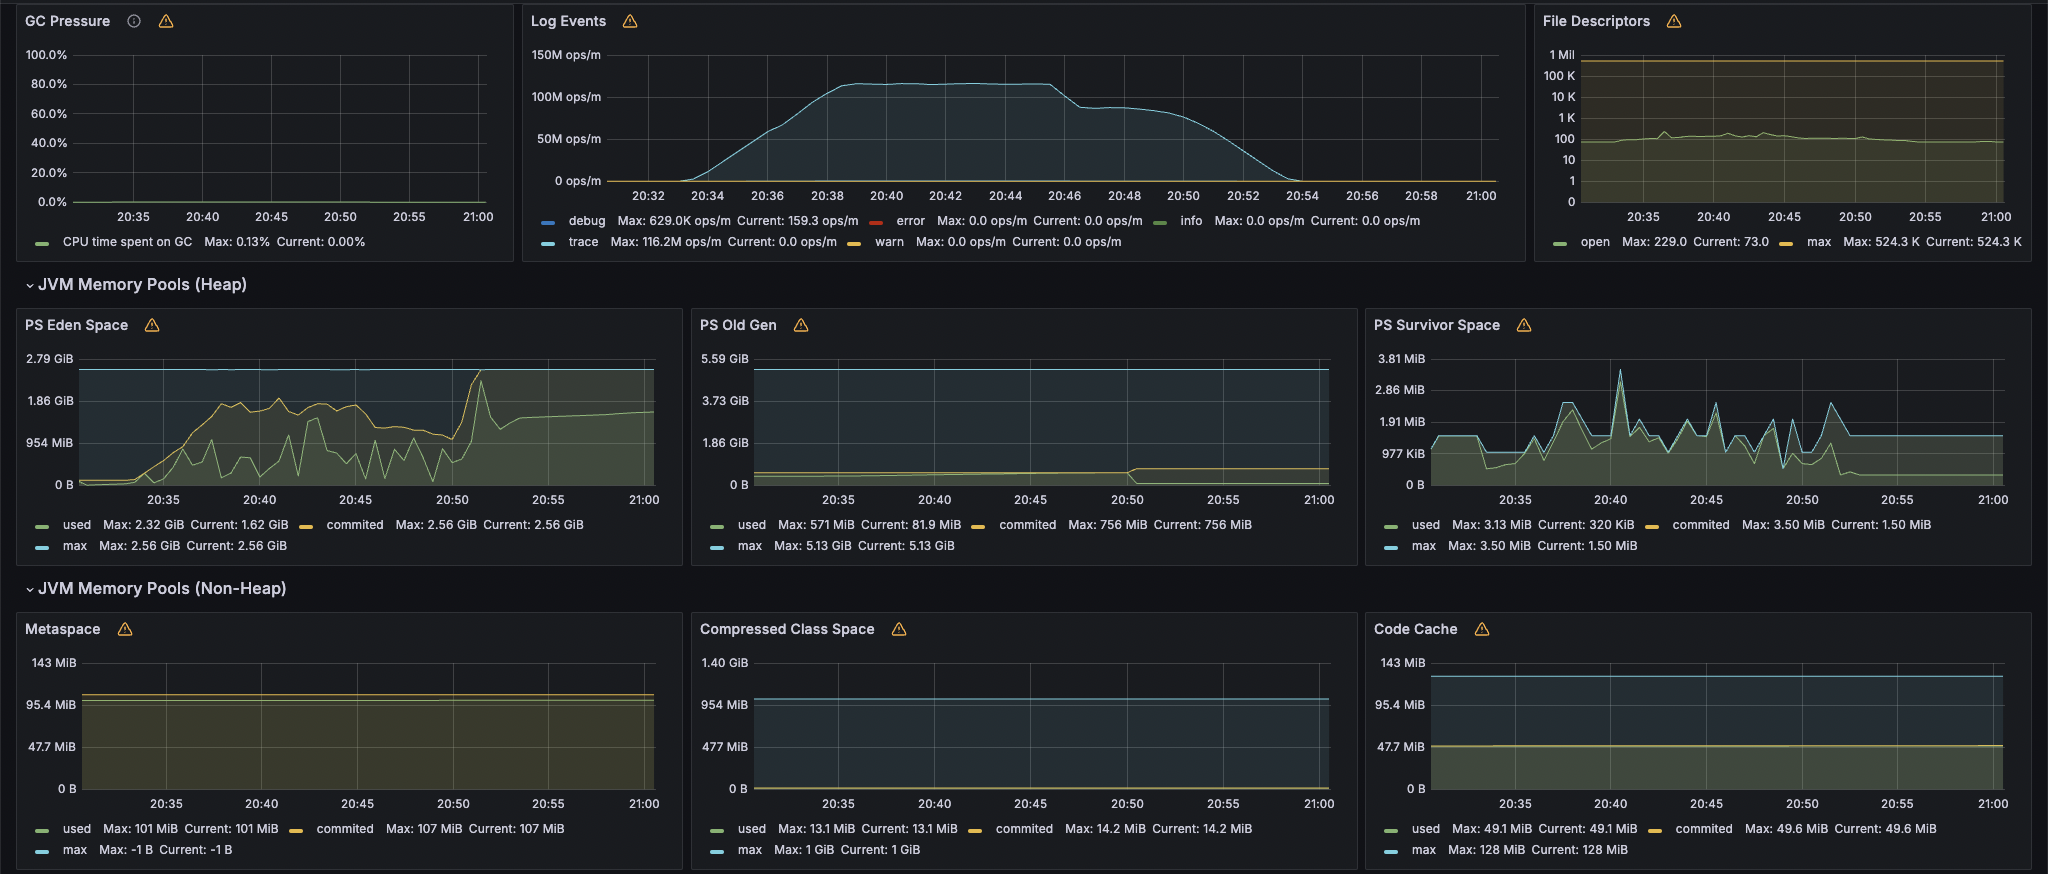 GC Pressure
100.0%
80.0%
60.0%
40.0%
20.0%
0.0%
20:35 20:40 20:45 20:50 20:55 21:00
CPU time spent on GC Max: 0.13% Current: 0.00%
Log Events
150M ops/m
100M ops/m
50M ops/m
0 ops/m
20:32 20:34 20:36 20:38 20:40 20:42 20:44 20:46 20:48 20:50 20:52 20:54 20:56 20:58 21:00
debug Max: 629.0K ops/m Current: 159.3 ops/m error Max: 0.0 ops/m Current: 0.0 ops/m info Max: 0.0 ops/m Current: 0.0 ops/m
trace Max: 116.2M ops/m Current: 0.0 ops/m warn Max: 0.0 ops/m Current: 0.0 ops/m
File Descriptors
1 Mil
100 K
10 K
1 K
100
10
1
0
20:35 20:40 20:45 20:50 20:55 21:00
open Max: 229.0 Current: 73.0 max Max: 524.3 K Current: 524.3 K
JVM Memory Pools (Heap)
PS Eden Space
2.79 GiB
1.86 GiB
954 MiB
0 B
20:35 20:40 20:45 20:50 20:55 21:00
used Max: 2.32 GiB Current: 1.62 GiB commited Max: 2.56 GiB Current: 2.56 GiB
max Max: 2.56 GiB Current: 2.56 GiB
PS Old Gen
5.59 GiB
3.73 GiB
1.86 GiB
0 B
20:35 20:40 20:45 20:50 20:55 21:00
used Max: 571 MiB Current: 81.9 MiB commited Max: 756 MiB Current: 756 MiB
max Max: 5.13 GiB Current: 5.13 GiB
PS Survivor Space
3.81 MiB
2.86 MiB
1.91 MiB
977 KiB
0 B
20:35 20:40 20:45 20:50 20:55 21:00
used Max: 3.13 MiB Current: 320 KiB commited Max: 3.50 MiB Current: 1.50 MiB
max Max: 3.50 MiB Current: 1.50 MiB
JVM Memory Pools (Non-Heap)
Metaspace
143 MiB
95.4 MiB
47.7 MiB
0 B
20:35 20:40 20:45 20:50 20:55 21:00
used Max: 101 MiB Current: 101 MiB commited Max: 107 MiB Current: 107 MiB
max Max: -1 B Current: -1 B
Compressed Class Space
1.40 GiB
954 MiB
477 MiB
0 B
20:35 20:40 20:45 20:50 20:55 21:00
used Max: 13.1 MiB Current: 13.1 MiB commited Max: 14.2 MiB Current: 14.2 MiB
max Max: 1 GiB Current: 1 GiB
Code Cache
143 MiB
95.4 MiB
47.7 MiB
0 B
20:35 20:40 20:45 20:50 20:55 21:00
used Max: 49.1 MiB Current: 49.1 MiB commited Max: 49.6 MiB Current: 49.6 MiB
max Max: 128 MiB Current: 128 MiB